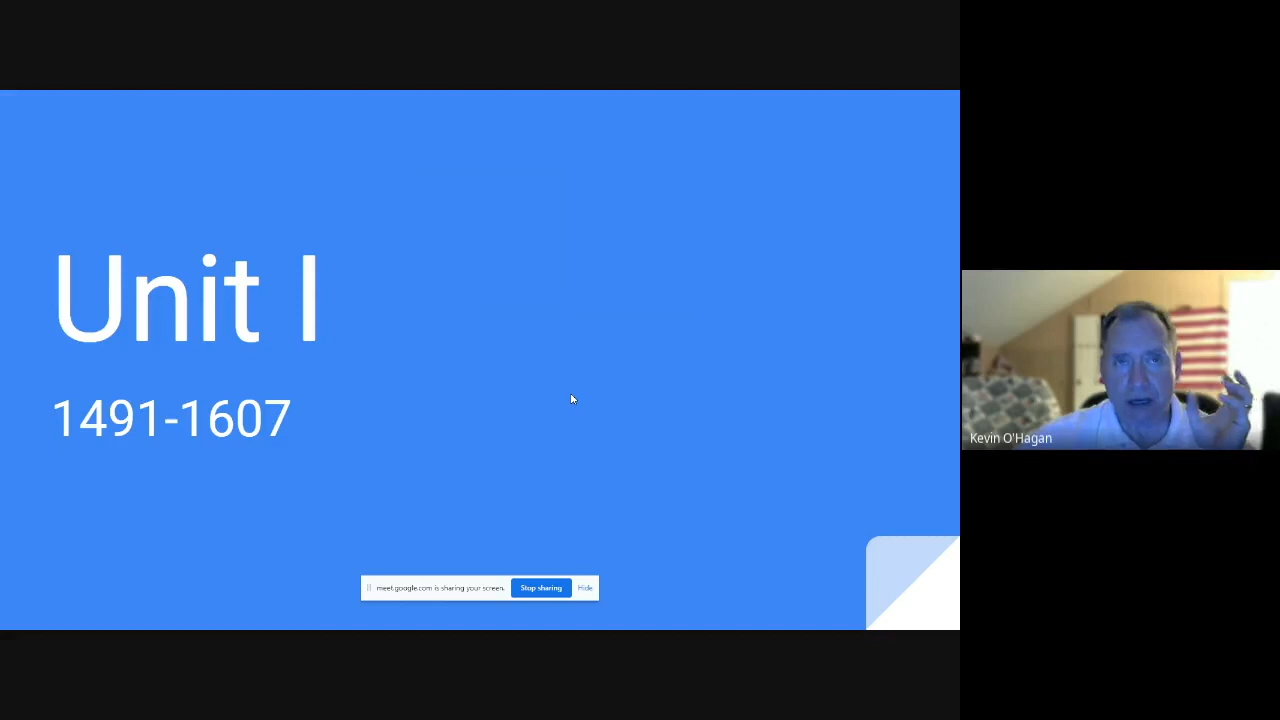 Unit I
1491-1607
meet.google.com is sharing your screen.
Stop sharing
Hide
Kevin O'Hagan